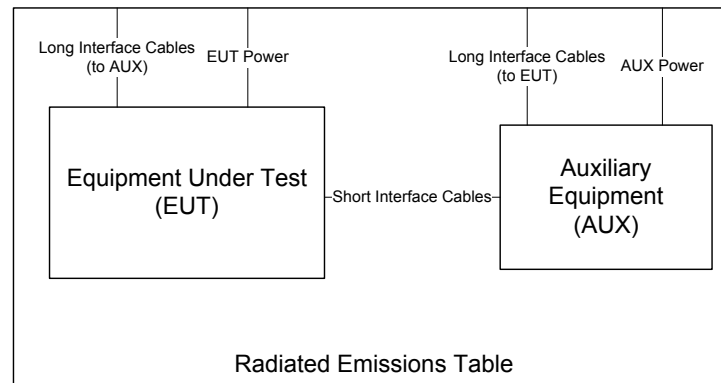 Long Interface Cables
(to AUX)
EUT Power
Long Interface Cables
(to EUT)
AUX Power
Equipment Under Test
(EUT)
Short Interface Cables
Auxiliary
Equipment
(AUX)
Radiated Emissions Table